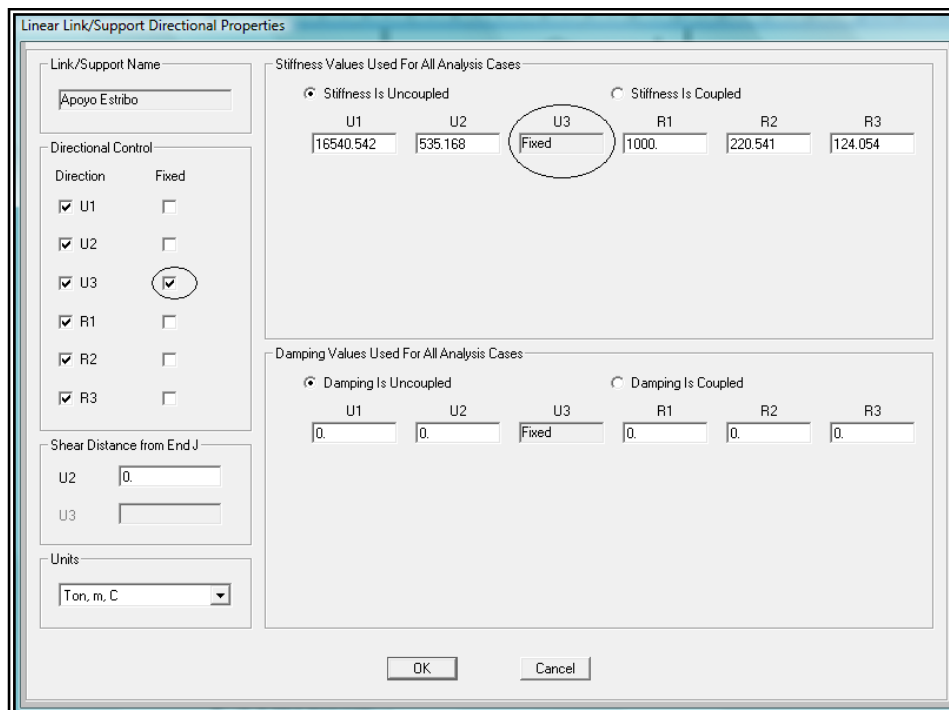 Linear Link/Support Directional Properties
Link/Support Name
Apoyo Estribo
Directional Control
Direction Fixed
U1
U2
U3
R1
R2
R3
Shear Distance from End J
U2 0.
U3
Units
Ton, m, C
Stiffness Values Used For All Analysis Cases
Stiffness Is Uncoupled Stiffness Is Coupled
U1 U2 U3 R1 R2 R3
16540.542 535.168 Fixed 1000. 220.541 124.054
Damping Values Used For All Analysis Cases
Damping Is Uncoupled Damping Is Coupled
U1 U2 U3 R1 R2 R3
0. 0. Fixed 0. 0. 0.
OK Cancel